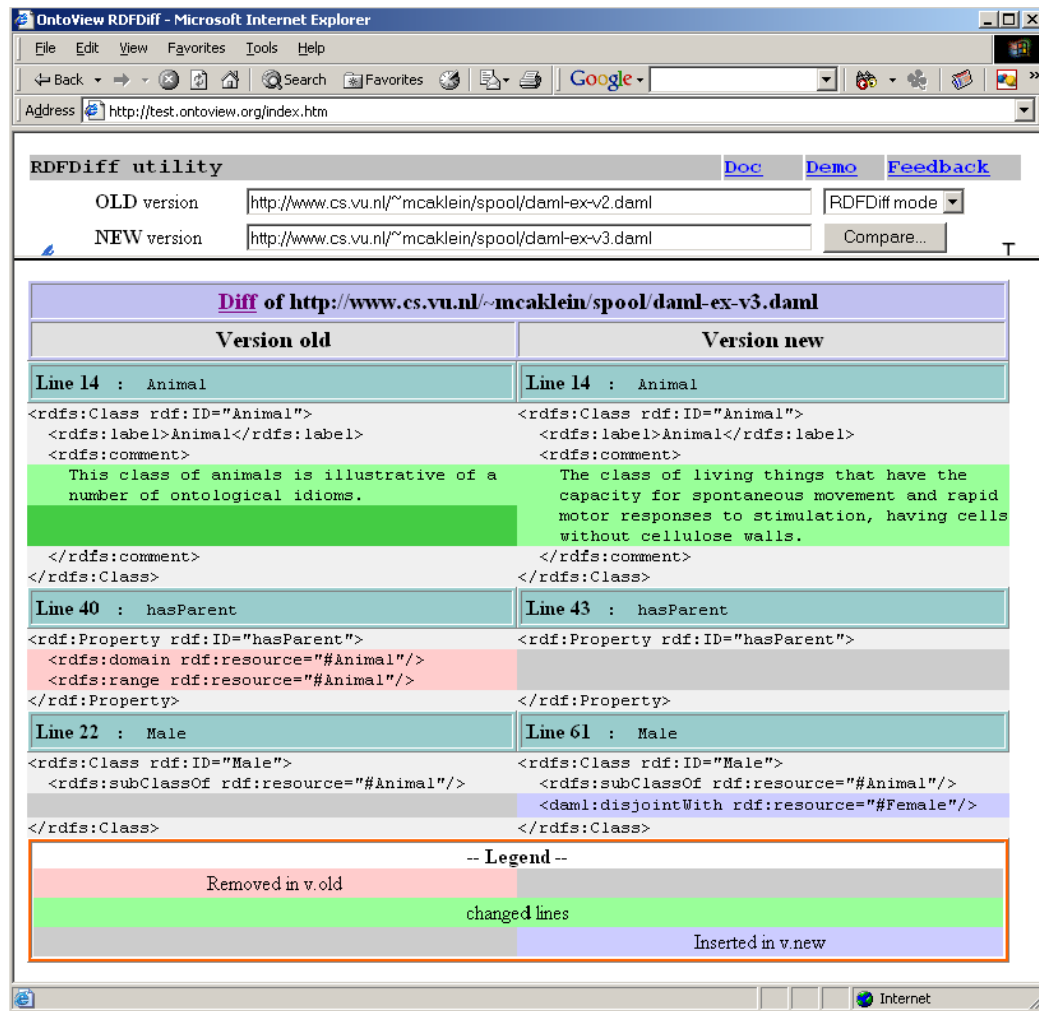 OntoView RDFDiff - Microsoft Internet Explorer
File Edit View Favorites Tools Help
Back Search Favorites Google
Address http://test.ontoview.org/index.htm
RDFDiff utility Doc Demo Feedback
OLD version http://www.cs.vu.nl/~mcaklein/spool/daml-ex-v2.daml RDFDiff mode
NEW version http://www.cs.vu.nl/~mcaklein/spool/daml-ex-v3.daml Compare...
T
Diff of http://www.cs.vu.nl/~mcaklein/spool/daml-ex-v3.daml
Version old Version new
Line 14 : Animal Line 14 : Animal
<rdfs:Class rdf:ID="Animal"> <rdfs:Class rdf:ID="Animal">
<rdfs:label>Animal</rdfs:label> <rdfs:label>Animal</rdfs:label>
<rdfs:comment> <rdfs:comment>
This class of animals is illustrative of a The class of living things that have the
number of ontological idioms. capacity for spontaneous movement and rapid
motor responses to stimulation, having cells
without cellulose walls.
</rdfs:comment> </rdfs:comment>
</rdfs:Class> </rdfs:Class>
Line 40 : hasParent Line 43 : hasParent
<rdf:Property rdf:ID="hasParent"> <rdf:Property rdf:ID="hasParent">
<rdfs:domain rdf:resource="#Animal"/>
<rdfs:range rdf:resource="#Animal"/>
</rdf:Property> </rdf:Property>
Line 22 : Male Line 61 : Male
<rdfs:Class rdf:ID="Male"> <rdfs:Class rdf:ID="Male">
<rdfs:subClassOf rdf:resource="#Animal"/> <rdfs:subClassOf rdf:resource="#Animal"/>
<daml:disjointWith rdf:resource="#Female"/>
</rdfs:Class> </rdfs:Class>
-- Legend --
Removed in v.old
changed lines
Inserted in v.new
Internet